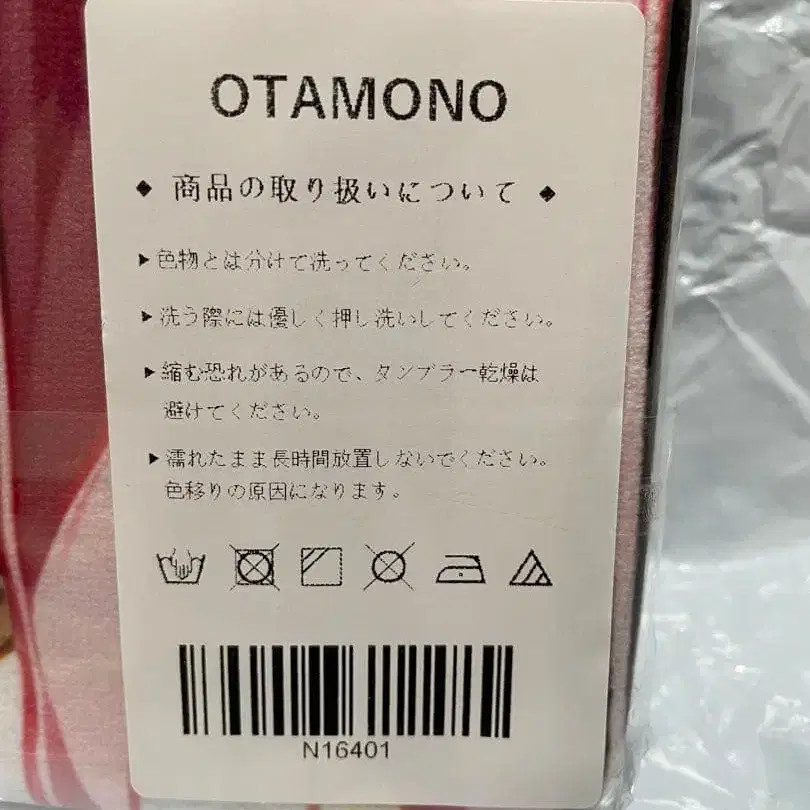 OTAMONO
◆ 商品の取り扱いについて ◆
▶色物とは分けて洗ってください。
▶洗う際には優しく押し洗いしてください。
▶縮む恐れがあるので、タンブラー乾燥は
避けてください。
▶濡れたまま長時間放置しないでください。
色移りの原因になります。
N16401